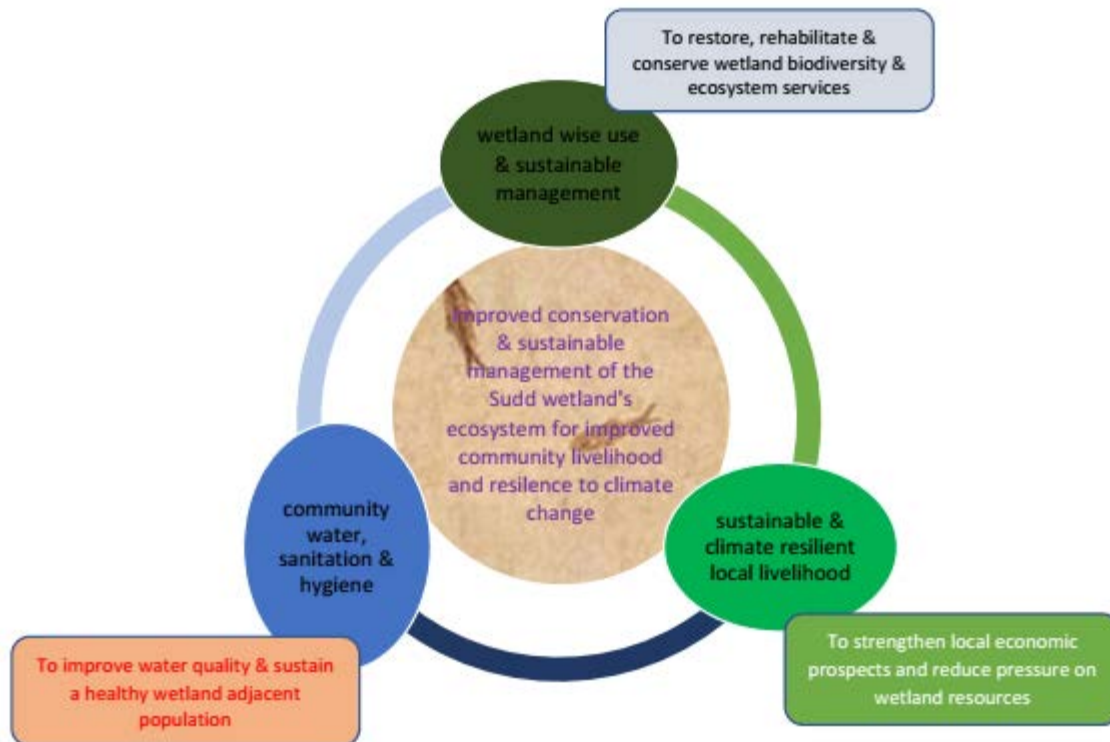 To restore, rehabilitate &
conserve wetland biodiversity &
ecosystem services
wetland wise use
& sustainable
management
Improved conservation
& sustainable
management of the
Sudd wetland's
ecosystem for improved
community livelihood
and resilence to climate
change
community
water,
sanitation &
hygiene
sustainable &
climate resilient
local livelihood
To improve water quality & sustain
a healthy wetland adjacent
population
To strengthen local economic
prospects and reduce pressure on
wetland resources